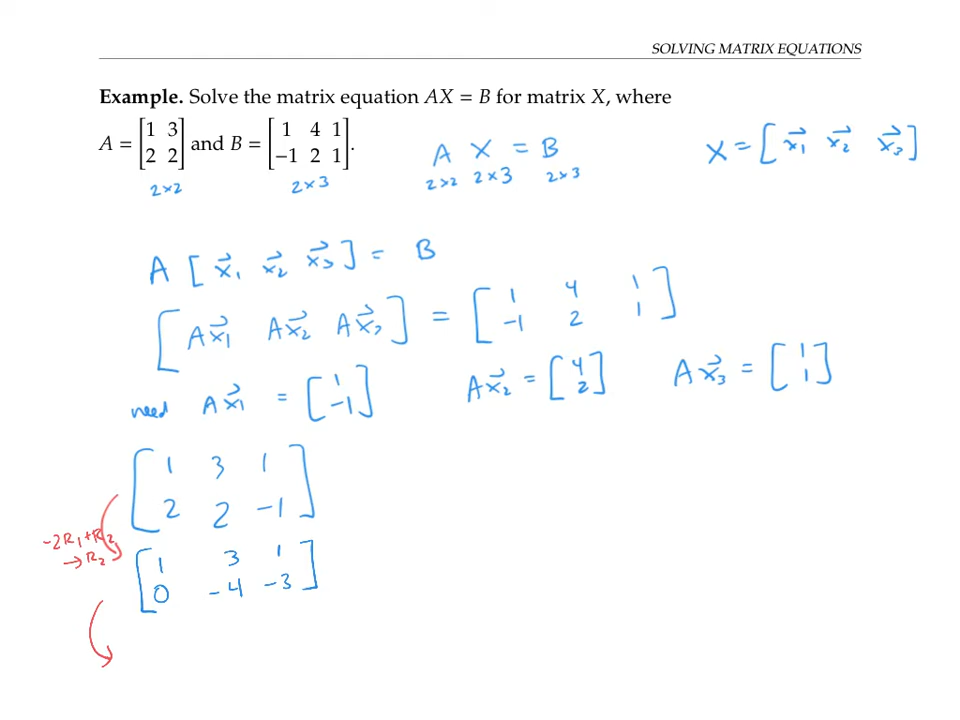 SOLVING MATRIX EQUATIONS
Example. Solve the matrix equation AX = B for matrix X, where
A = [1 3; 2 2] and B = [1 4 1; −1 2 1].
2×2 2×3
A X = B
2×2 2×3 2×3
X = [x⃗₁ x⃗₂ x⃗₃]
A [x⃗₁ x⃗₂ x⃗₃] = B
[Ax⃗₁ Ax⃗₂ Ax⃗₃] = [1 4 1; -1 2 1]
need Ax⃗₁ = [1; -1] Ax⃗₂ = [4; 2] Ax⃗₃ = [1; 1]
[1 3 1; 2 2 -1]
-2R₁+R₂
→R₂
[1 3 1; 0 -4 -3]